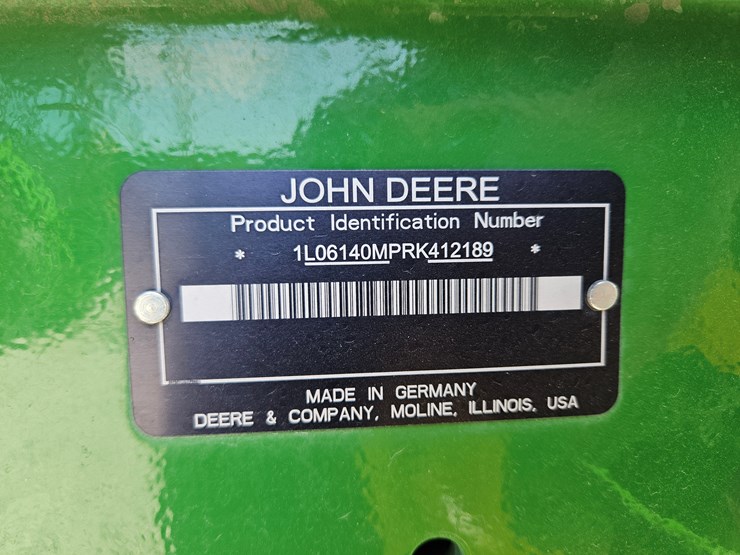 JOHN DEERE
Product Identification Number
* 1L06140MPRK412189 *
MADE IN GERMANY
DEERE & COMPANY, MOLINE, ILLINOIS, USA